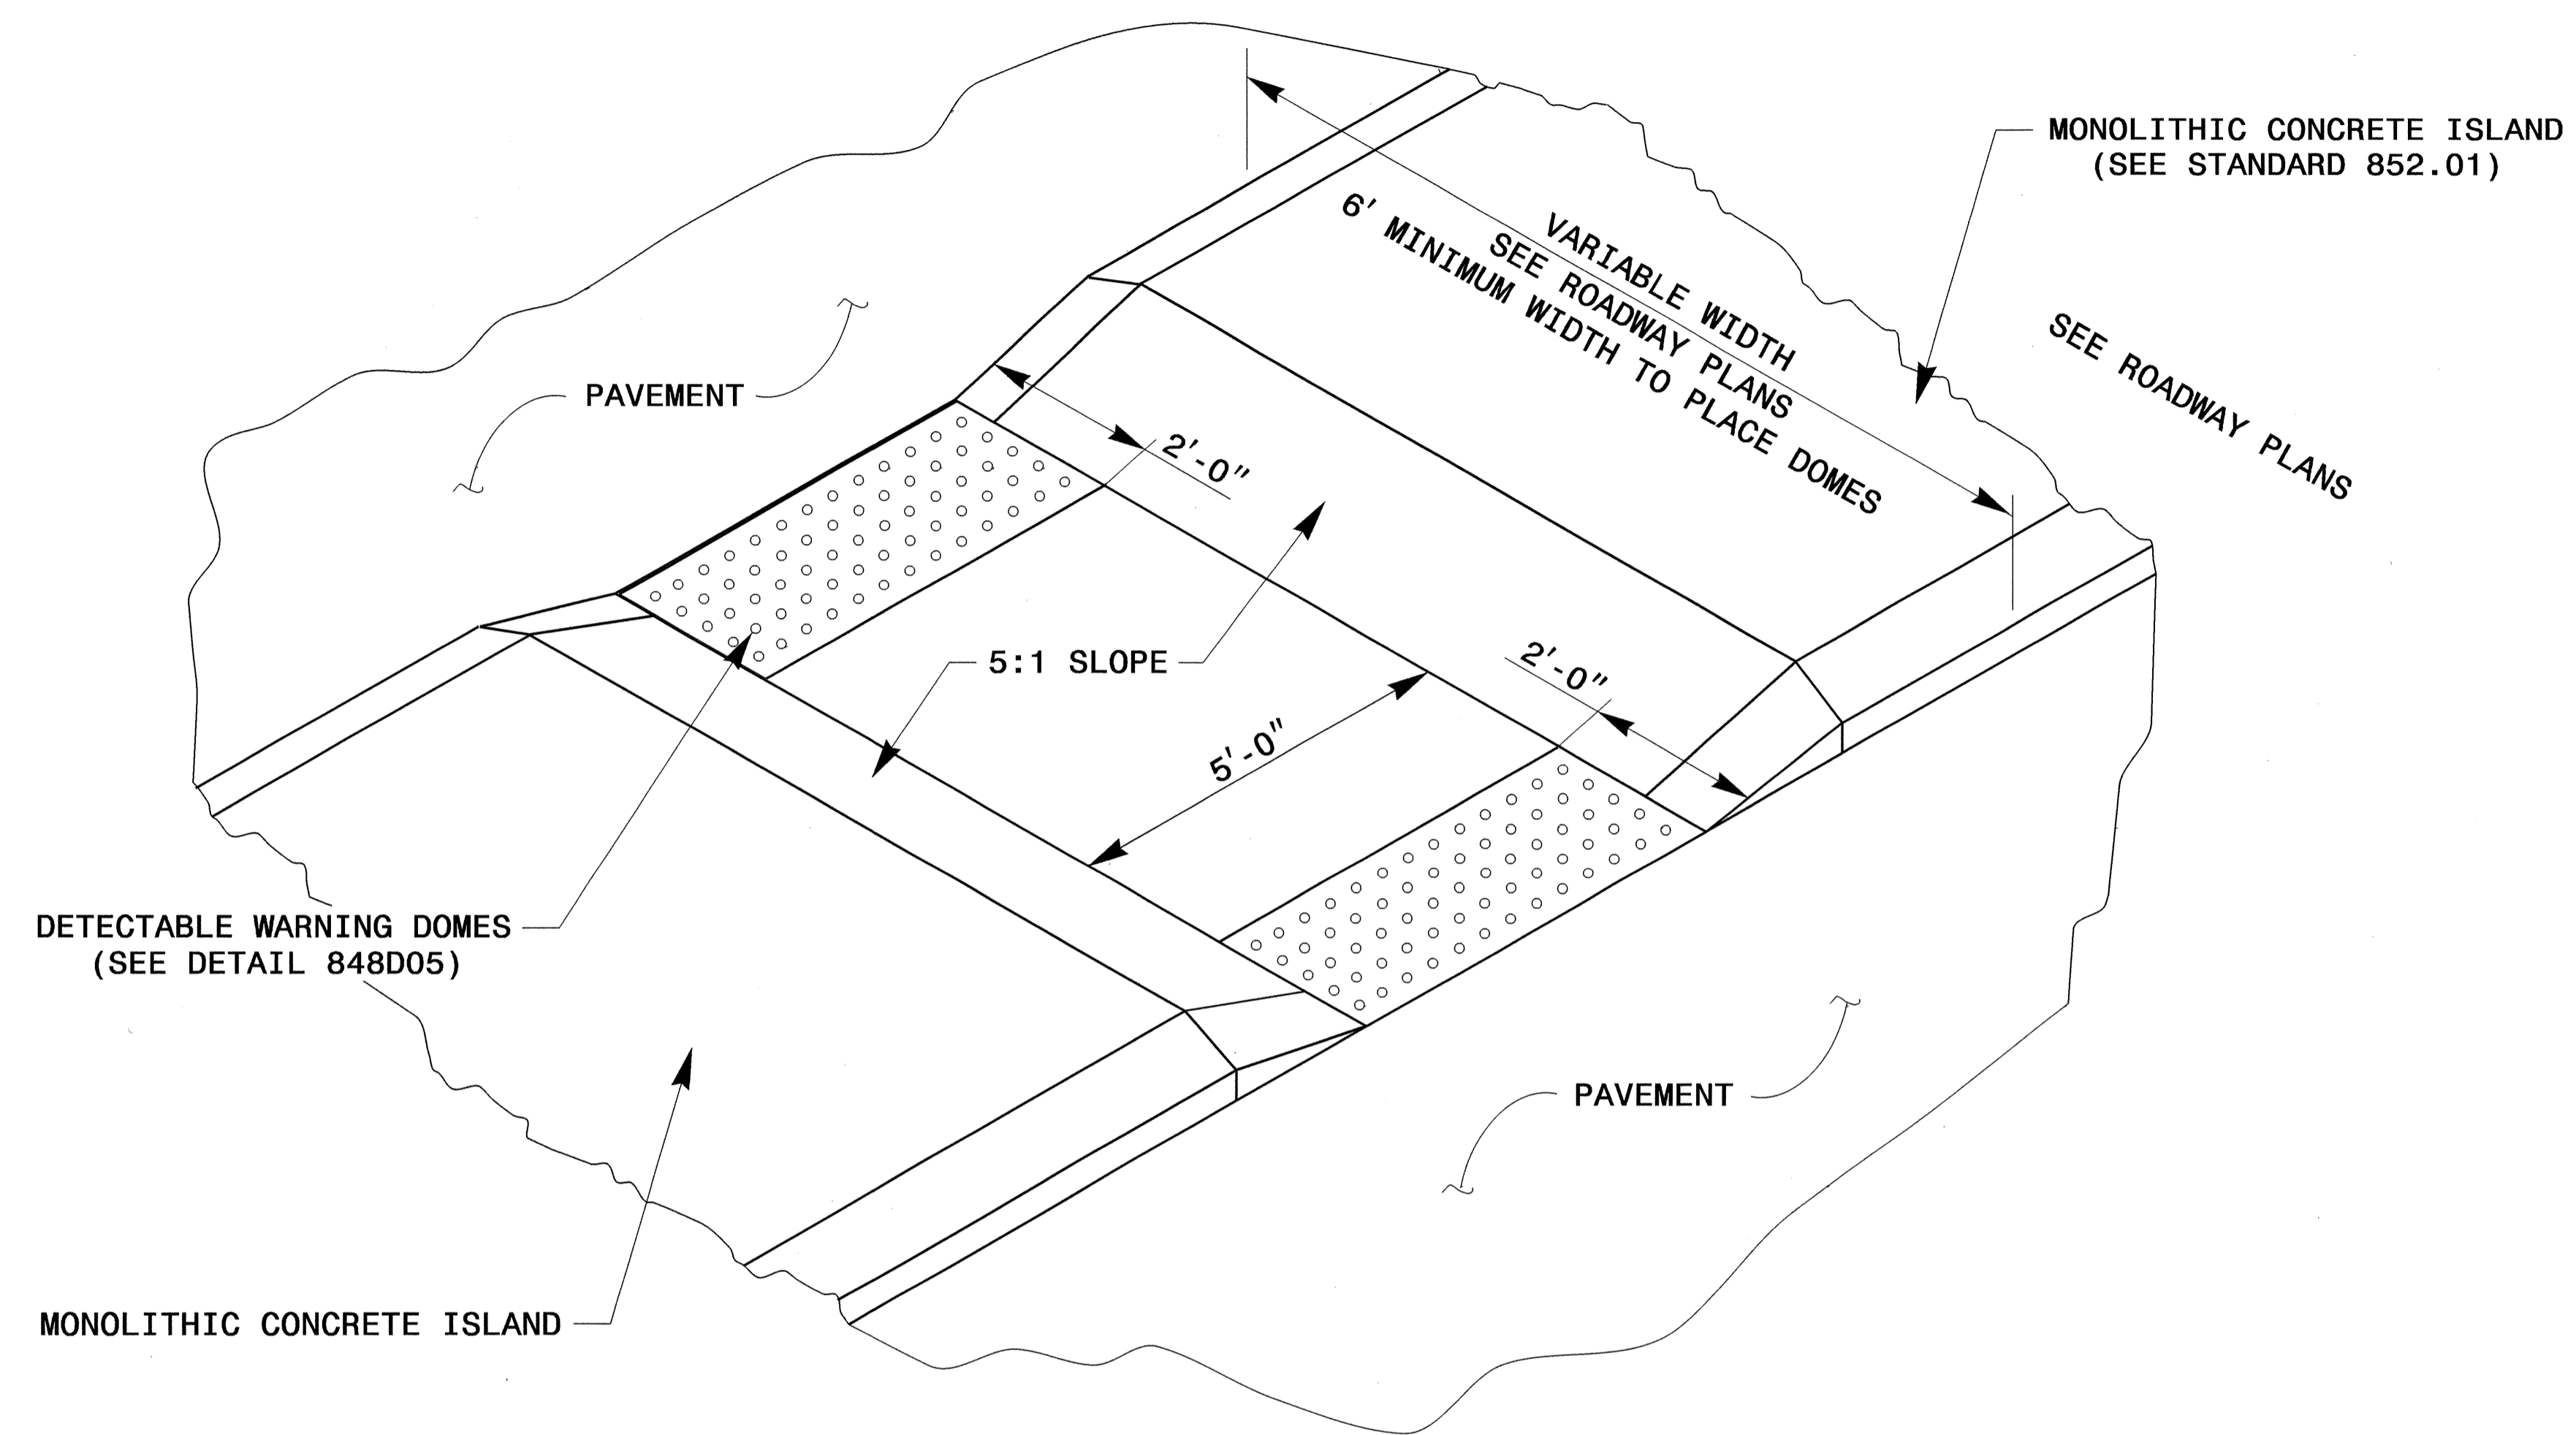 MONOLITHIC CONCRETE ISLAND
(SEE STANDARD 852.01)
VARIABLE WIDTH
SEE ROADWAY PLANS
6' MINIMUM WIDTH TO PLACE DOMES
SEE ROADWAY PLANS
PAVEMENT
2'-0"
5:1 SLOPE
2'-0"
5'-0"
DETECTABLE WARNING DOMES
(SEE DETAIL 848D05)
PAVEMENT
MONOLITHIC CONCRETE ISLAND